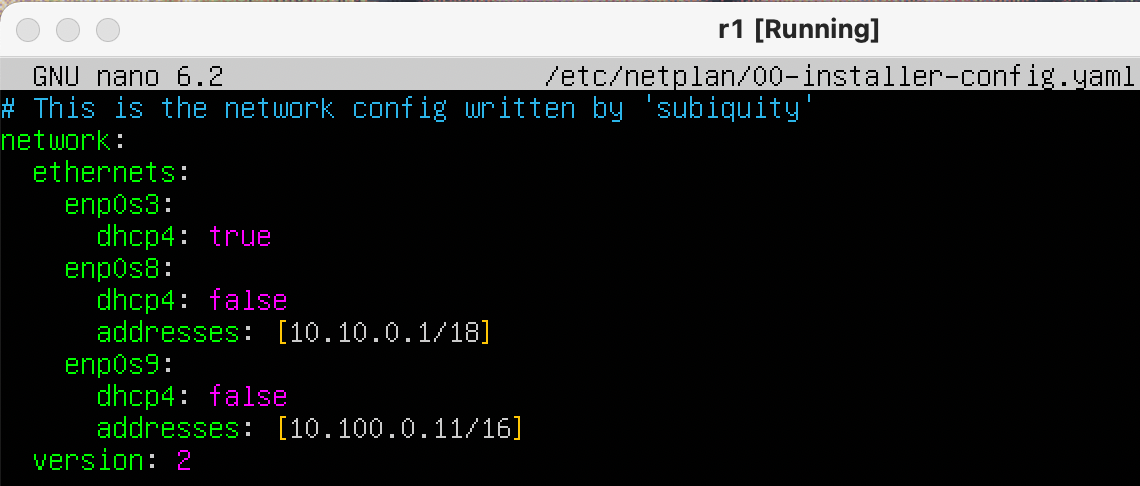 r1 [Running]
GNU nano 6.2 /etc/netplan/00-installer-config.yaml
# This is the network config written by 'subiquity'
network:
  ethernets:
    enp0s3:
      dhcp4: true
    enp0s8:
      dhcp4: false
      addresses: [10.10.0.1/18]
    enp0s9:
      dhcp4: false
      addresses: [10.100.0.11/16]
  version: 2